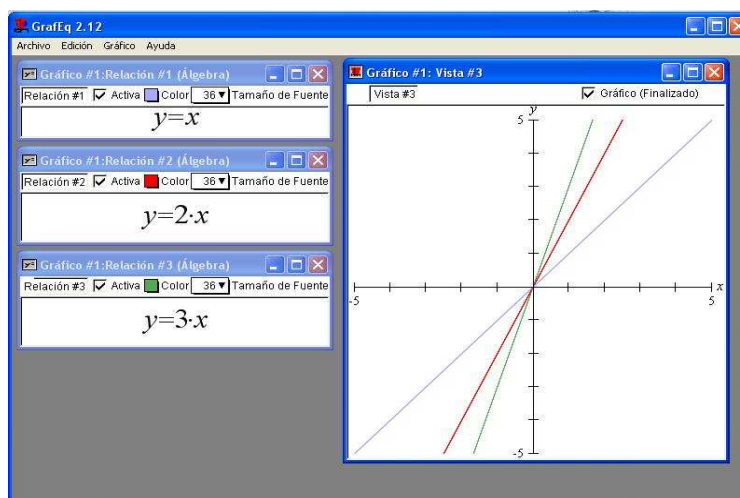 GrafEq 2.12
Archivo Edición Gráfico Ayuda
Gráfico #1:Relación #1 (Álgebra)
Relación #1 Activa Color 36 Tamaño de Fuente
y=x
Gráfico #1:Relación #2 (Álgebra)
Relación #2 Activa Color 36 Tamaño de Fuente
y=2·x
Gráfico #1:Relación #3 (Álgebra)
Relación #3 Activa Color 36 Tamaño de Fuente
y=3·x
Gráfico #1: Vista #3
Vista #3 Gráfico (Finalizado)
y
5
-5 5 x
-5